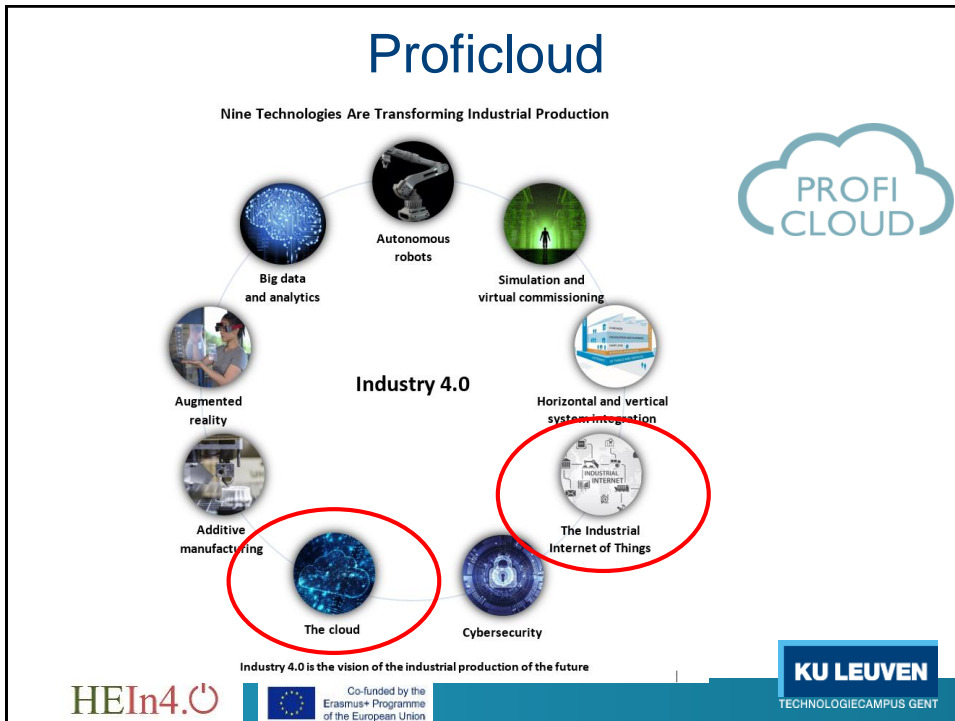 Proficloud
Nine Technologies Are Transforming Industrial Production
PROFI
CLOUD
Autonomous
robots
Big data
and analytics
Simulation and
virtual commissioning
Industry 4.0
Augmented
reality
Horizontal and vertical
system integration
INDUSTRIAL
INTERNET
Additive
manufacturing
The Industrial
Internet of Things
The cloud
Cybersecurity
Industry 4.0 is the vision of the industrial production of the future
HEIn4.0
Co-funded by the
Erasmus+ Programme
of the European Union
KU LEUVEN
TECHNOLOGIECAMPUS GENT